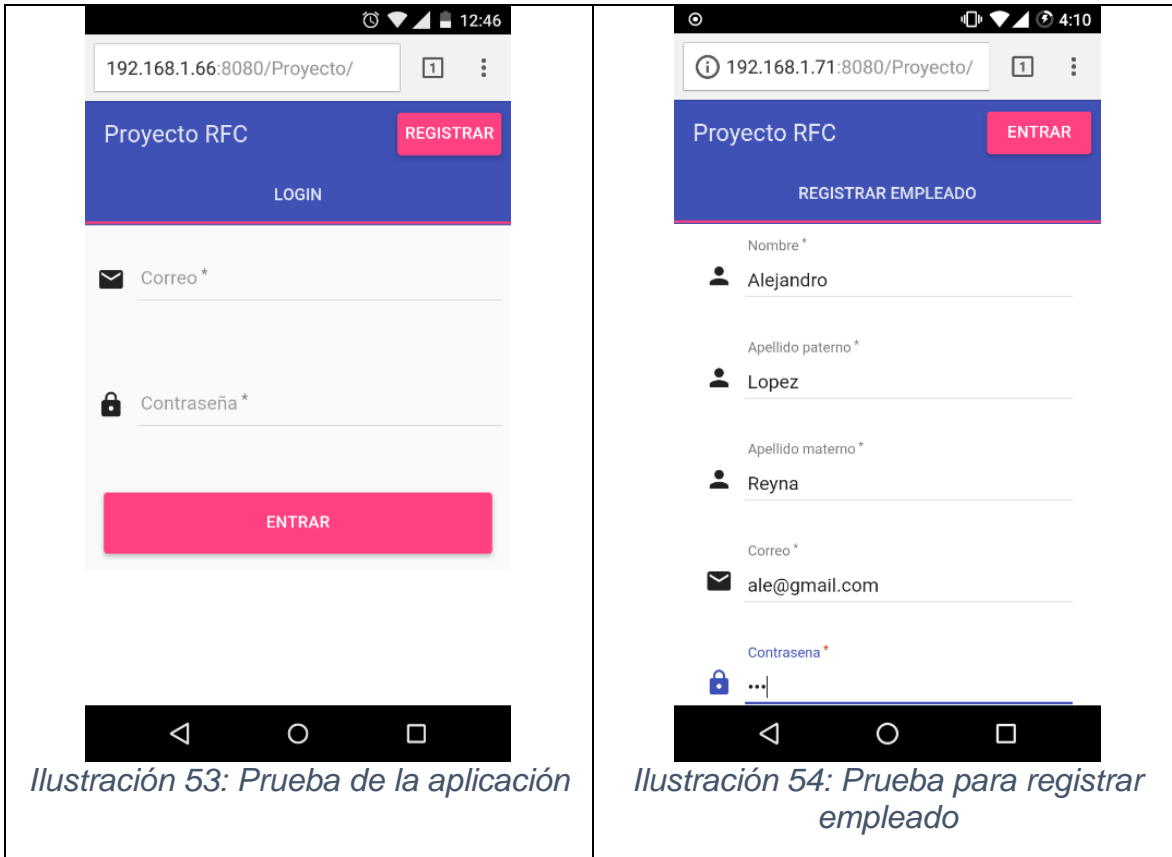 12:46
192.168.1.66:8080/Proyecto/
1
Proyecto RFC
REGISTRAR
LOGIN
Correo *
Contraseña *
ENTRAR
Ilustración 53: Prueba de la aplicación
4:10
192.168.1.71:8080/Proyecto/
1
Proyecto RFC
ENTRAR
REGISTRAR EMPLEADO
Nombre *
Alejandro
Apellido paterno *
Lopez
Apellido materno *
Reyna
Correo *
ale@gmail.com
Contrasena *
•••
Ilustración 54: Prueba para registrar
empleado